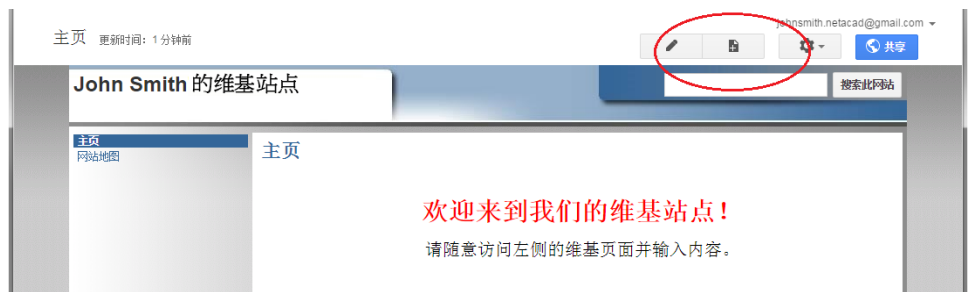 johnsmith.netacad@gmail.com
主页 更新时间：1 分钟前
共享
John Smith 的维基站点
搜索此网站
主页
网站地图
主页
欢迎来到我们的维基站点！
请随意访问左侧的维基页面并输入内容。